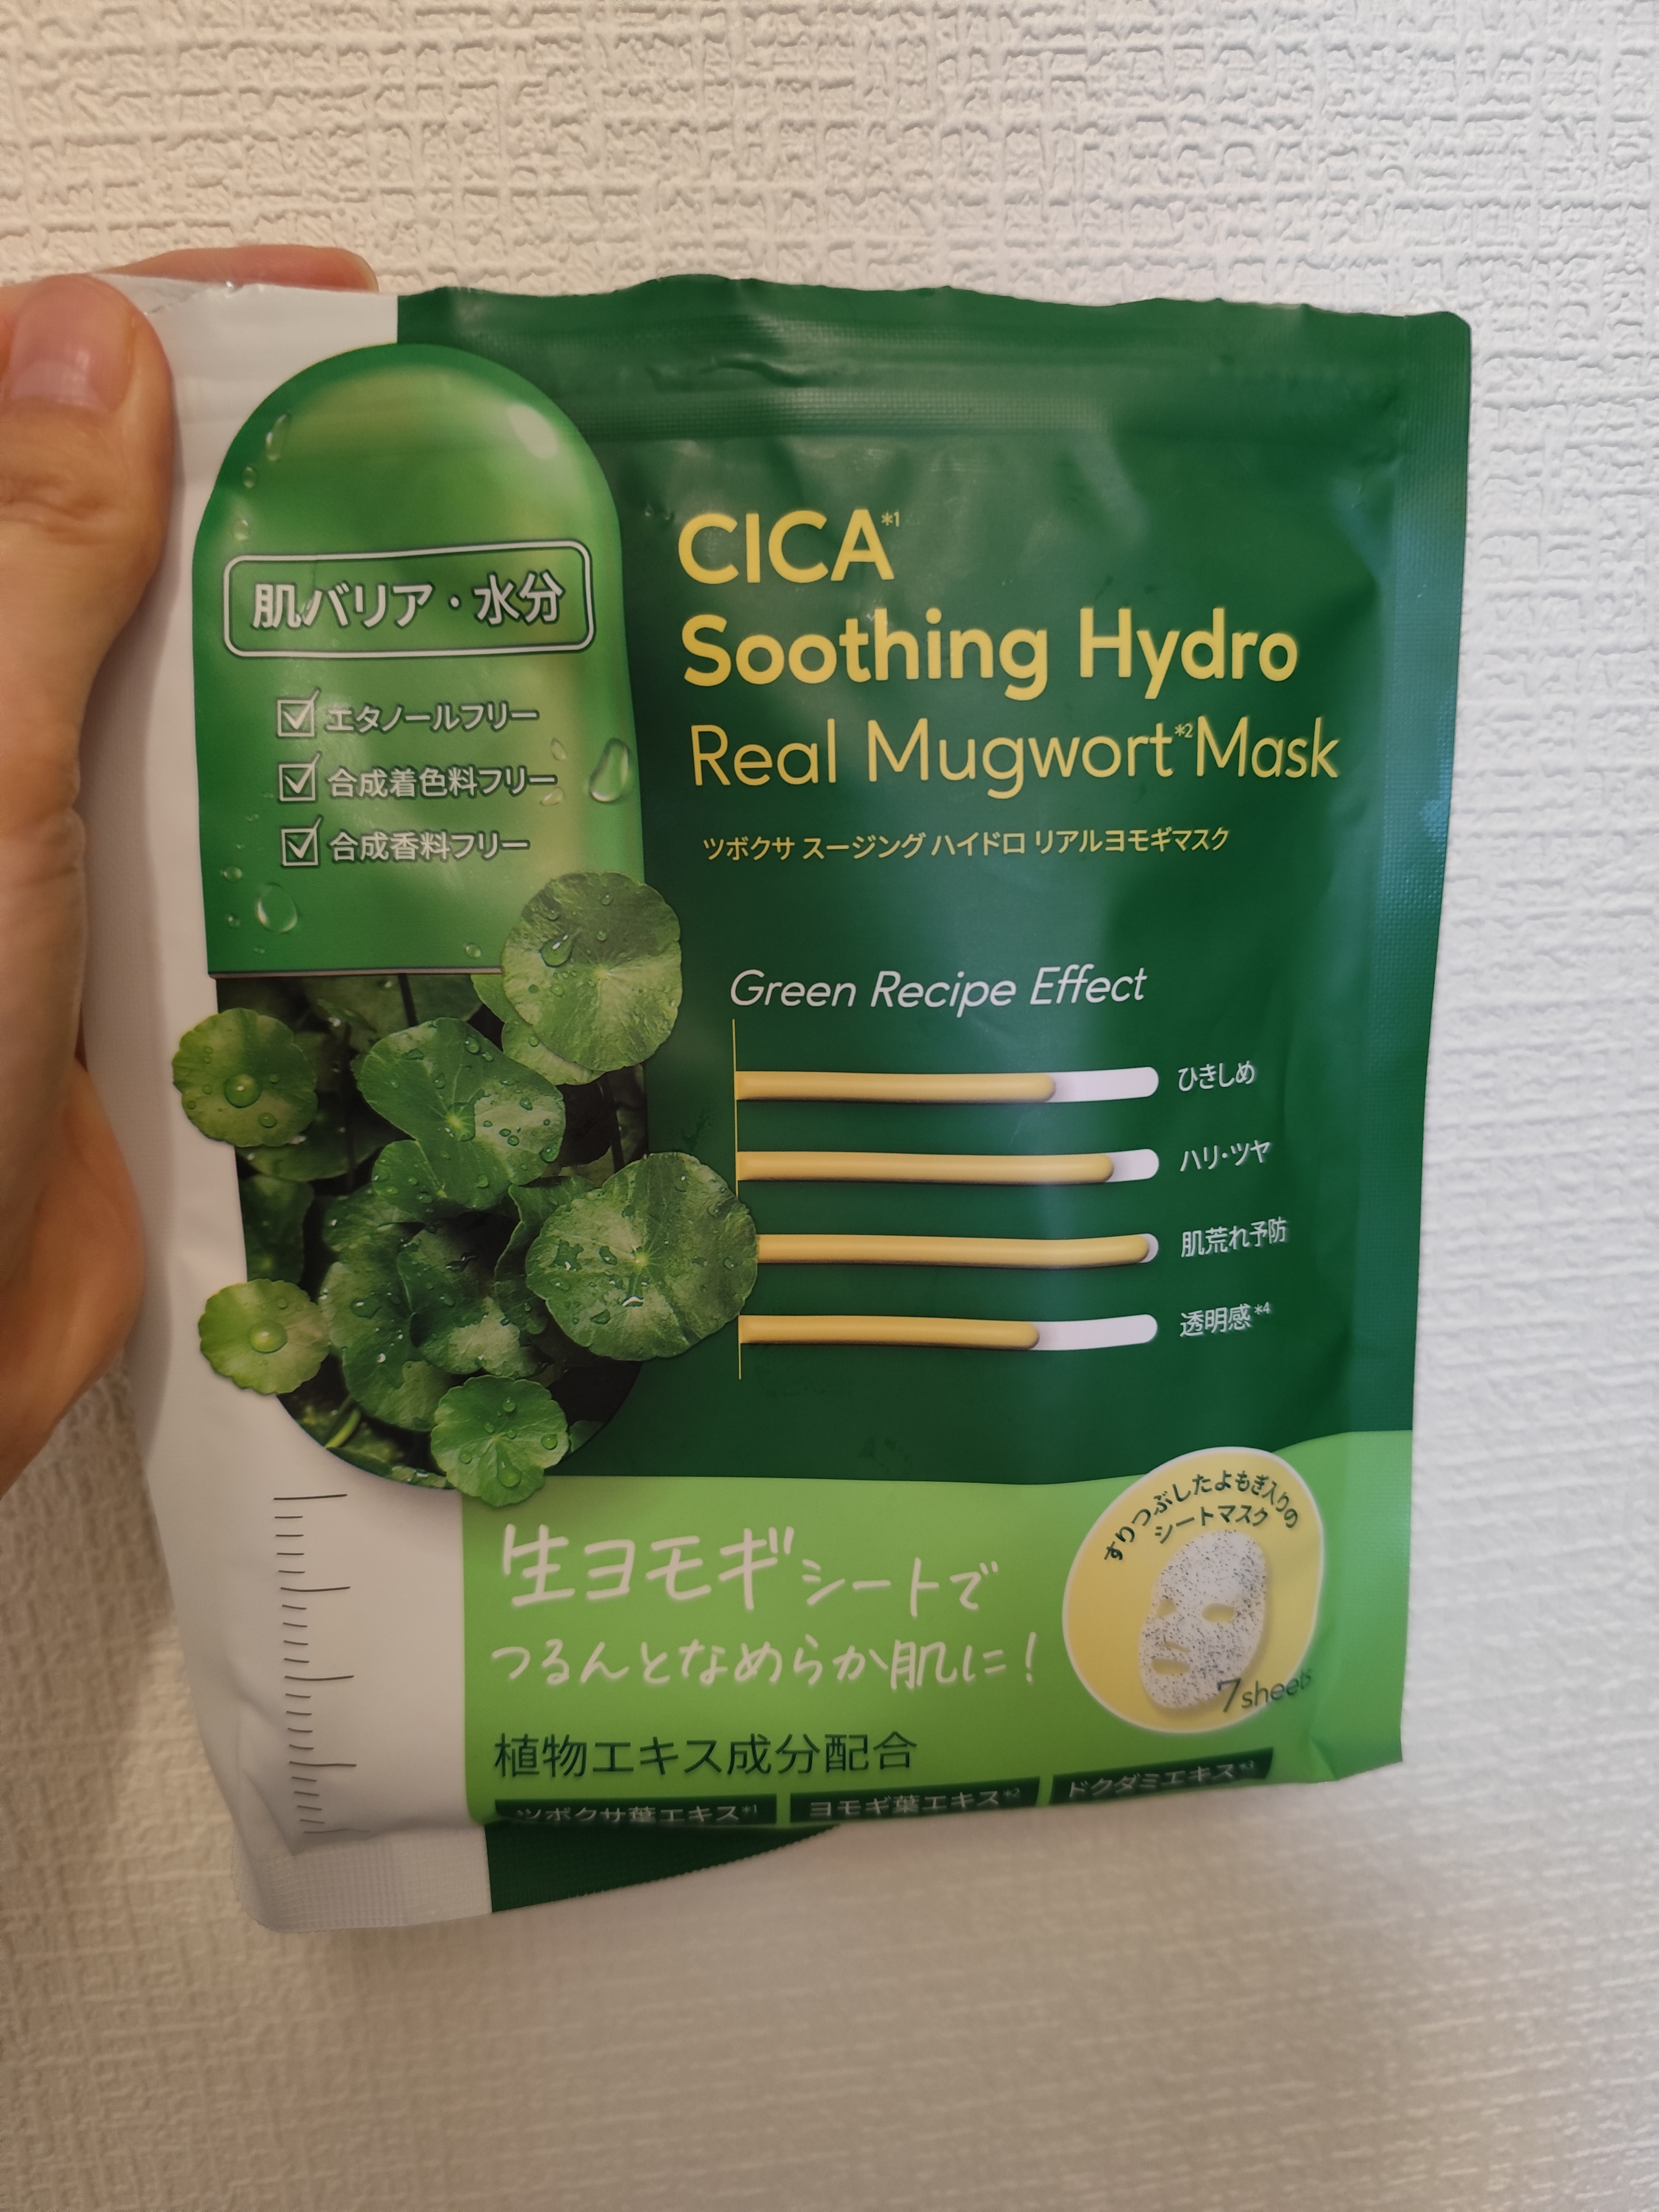 肌バリア・水分
エタノールフリー
合成着色料フリー
合成香料フリー
CICA*1
Soothing Hydro
Real Mugwort*2 Mask
ツボクサ スージング ハイドロ リアルヨモギマスク
Green Recipe Effect
ひきしめ
ハリ・ツヤ
肌荒れ予防
透明感*4
生ヨモギシートで
つるんとなめらか肌に!
すりつぶしたよもぎ入りの
シートマスク
7sheets
植物エキス成分配合
ツボクサ葉エキス*1 ヨモギ葉エキス*2 ドクダミエキス*3